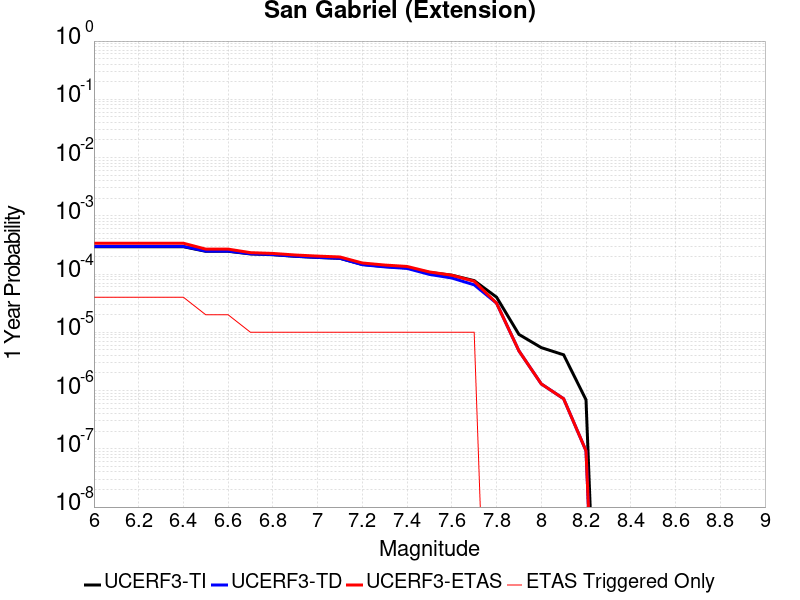 San Gabriel (Extension)
10^0
10^-1
10^-2
10^-3
10^-4
10^-5
10^-6
10^-7
10^-8
1 Year Probability
6 6.2 6.4 6.6 6.8 7 7.2 7.4 7.6 7.8 8 8.2 8.4 8.6 8.8 9
Magnitude
UCERF3-TI UCERF3-TD UCERF3-ETAS ETAS Triggered Only